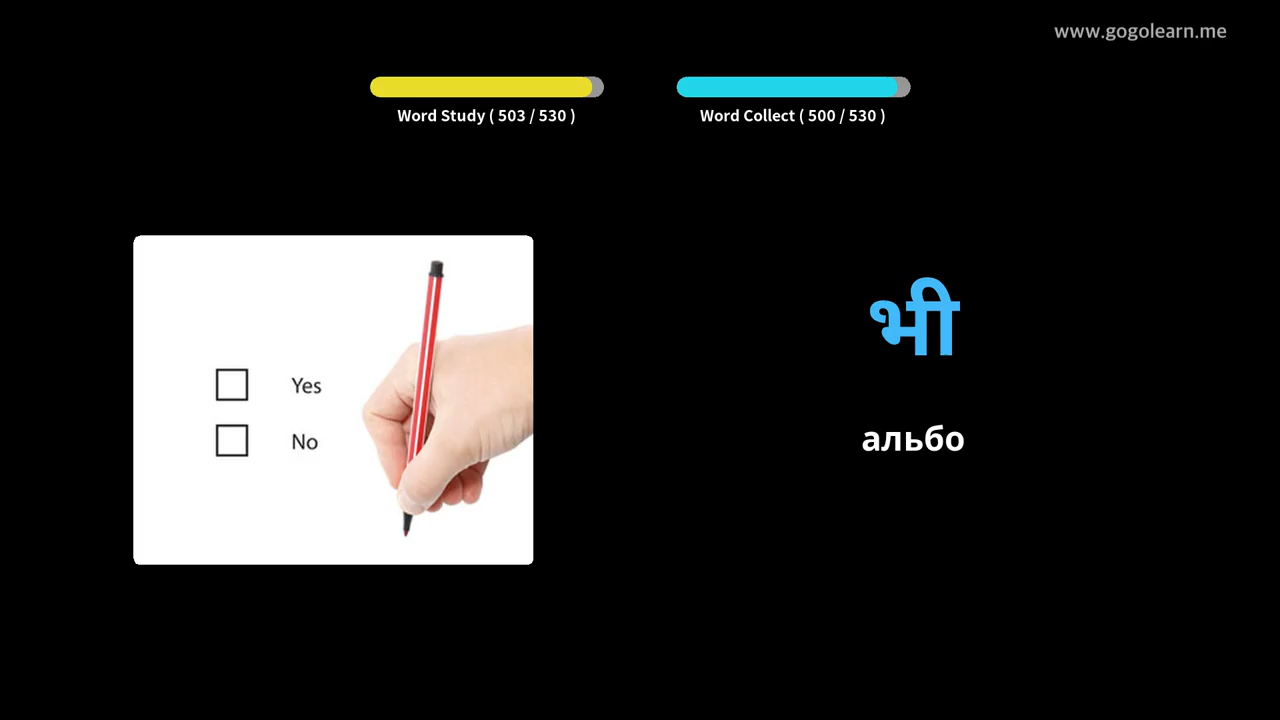 www.gogolearn.me
Word Study ( 503 / 530 )
Word Collect ( 500 / 530 )
Yes
No
भी
альбо